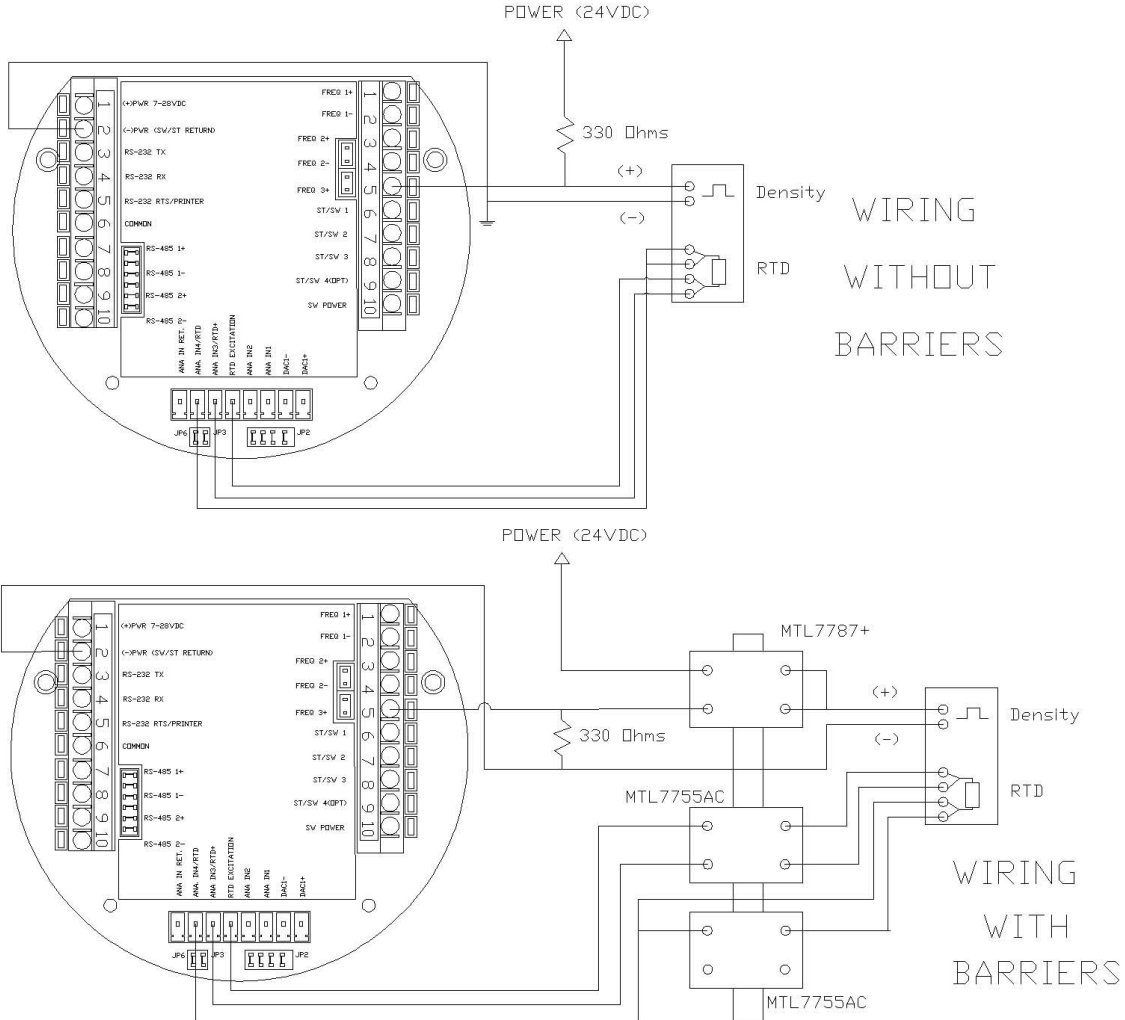 POWER (24VDC)
1
2
3
4
5
6
7
8
9
10
(+)PWR 7-28VDC
(-)PWR (SW/ST RETURN)
RS-232 TX
RS-232 RX
RS-232 RTS/PRINTER
COMMON
RS-485 1+
RS-485 1-
RS-485 2+
RS-485 2-
FREQ 1+
FREQ 1-
FREQ 2+
FREQ 2-
FREQ 3+
ST/SW 1
ST/SW 2
ST/SW 3
ST/SW 4(OPT)
SW POWER
1
2
3
4
5
6
7
8
9
10
ANA IN RET.
ANA. IN4/RTD
ANA IN3/RTD+
RTD EXCITATION
ANA IN2
ANA IN1
DAC1-
DAC1+
JP6
JP3
JP2
330 Ohms
(+)
(-)
Density
RTD
WIRING
WITHOUT
BARRIERS
POWER (24VDC)
1
2
3
4
5
6
7
8
9
10
(+)PWR 7-28VDC
(-)PWR (SW/ST RETURN)
RS-232 TX
RS-232 RX
RS-232 RTS/PRINTER
COMMON
RS-485 1+
RS-485 1-
RS-485 2+
RS-485 2-
FREQ 1+
FREQ 1-
FREQ 2+
FREQ 2-
FREQ 3+
ST/SW 1
ST/SW 2
ST/SW 3
ST/SW 4(OPT)
SW POWER
1
2
3
4
5
6
7
8
9
10
ANA IN RET.
ANA. IN4/RTD
ANA IN3/RTD+
RTD EXCITATION
ANA IN2
ANA IN1
DAC1-
DAC1+
JP6
JP3
JP2
MTL7787+
330 Ohms
(+)
(-)
Density
RTD
MTL7755AC
MTL7755AC
WIRING
WITH
BARRIERS